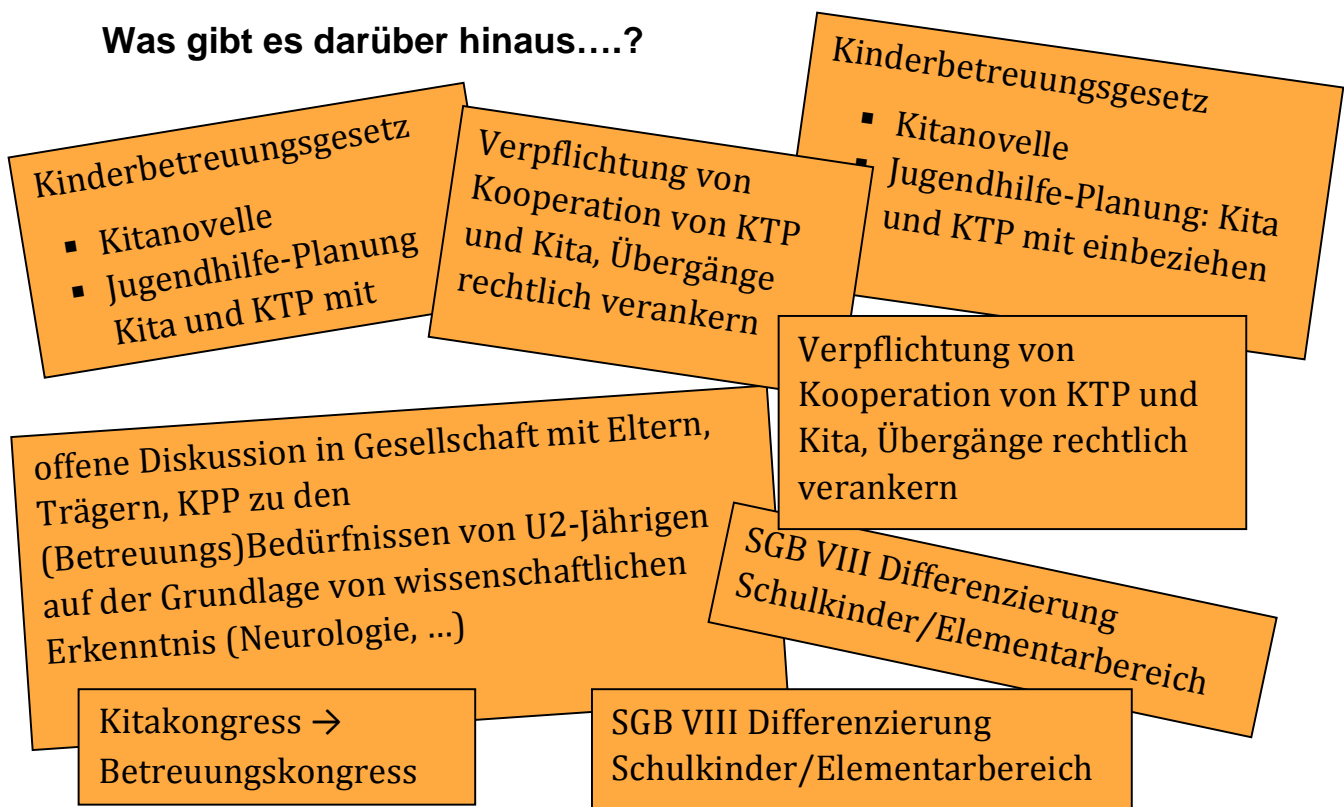 Was gibt es darüber hinaus….?
Kinderbetreuungsgesetz
▪ Kitanovelle
▪ Jugendhilfe-Planung
Kita und KTP mit
Verpflichtung von
Kooperation von KTP
und Kita, Übergänge
rechtlich verankern
Kinderbetreuungsgesetz
▪ Kitanovelle
▪ Jugendhilfe-Planung: Kita
und KTP mit einbeziehen
Verpflichtung von
Kooperation von KTP und
Kita, Übergänge rechtlich
verankern
offene Diskussion in Gesellschaft mit Eltern,
Trägern, KPP zu den
(Betreuungs)Bedürfnissen von U2-Jährigen
auf der Grundlage von wissenschaftlichen
Erkenntnis (Neurologie, …)
SGB VIII Differenzierung
Schulkinder/Elementarbereich
Kitakongress →
Betreuungskongress
SGB VIII Differenzierung
Schulkinder/Elementarbereich